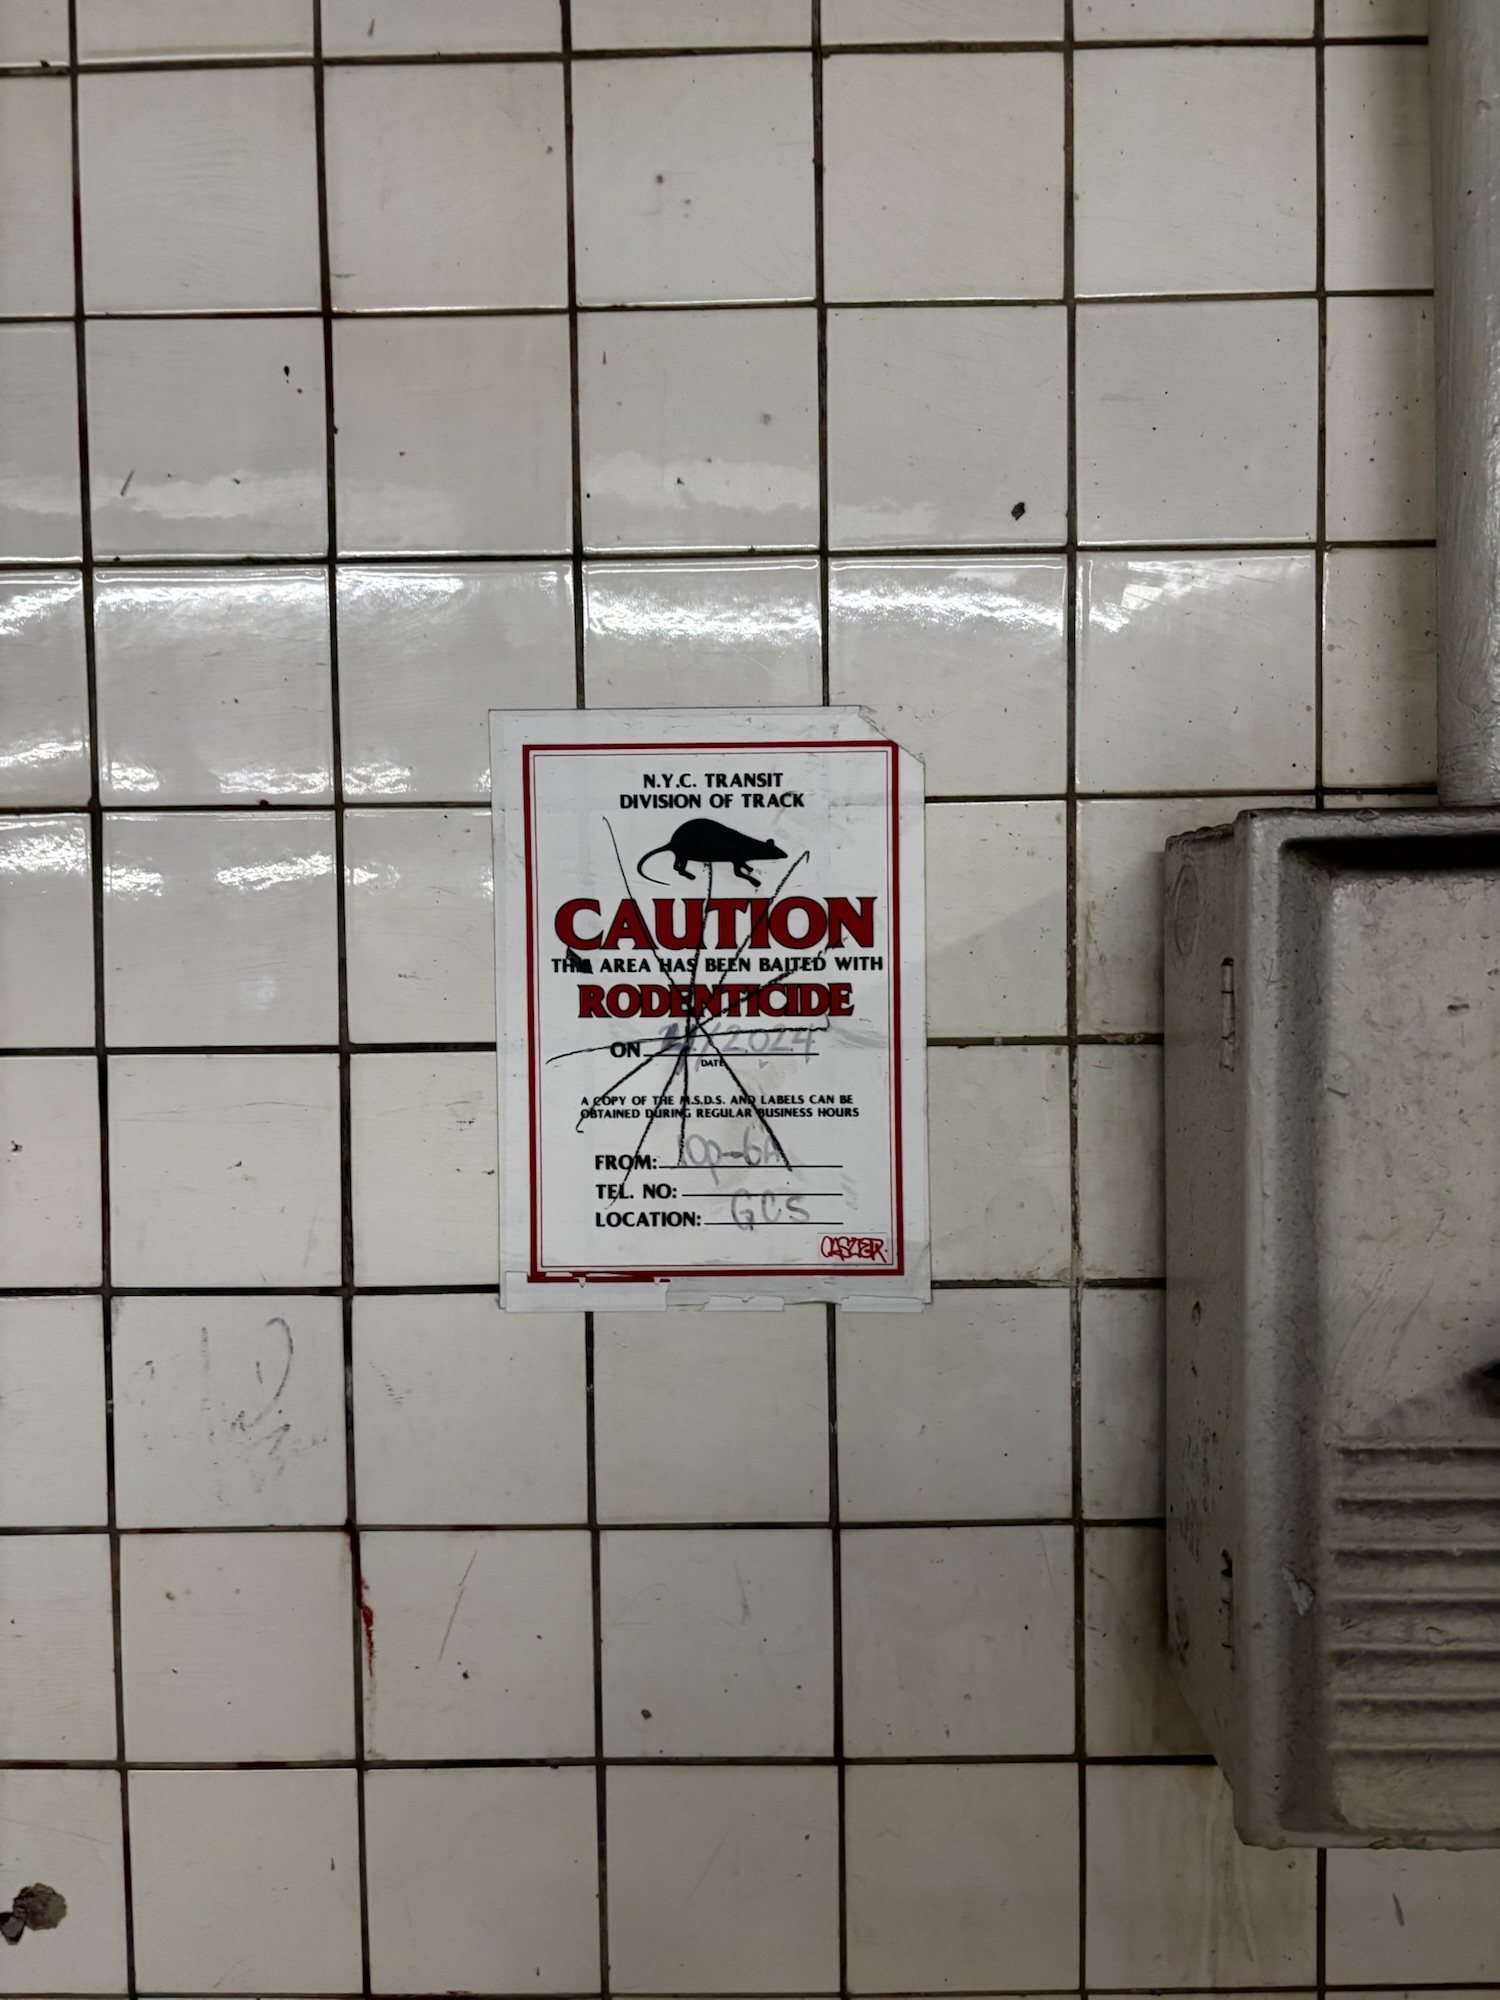 N.Y.C. TRANSIT
DIVISION OF TRACK
CAUTION
THIS AREA HAS BEEN BAITED WITH
RODENTICIDE
ON 2024
DATE
A COPY OF THE M.S.D.S. AND LABELS CAN BE
OBTAINED DURING REGULAR BUSINESS HOURS
FROM:
TEL. NO:
LOCATION: GCS